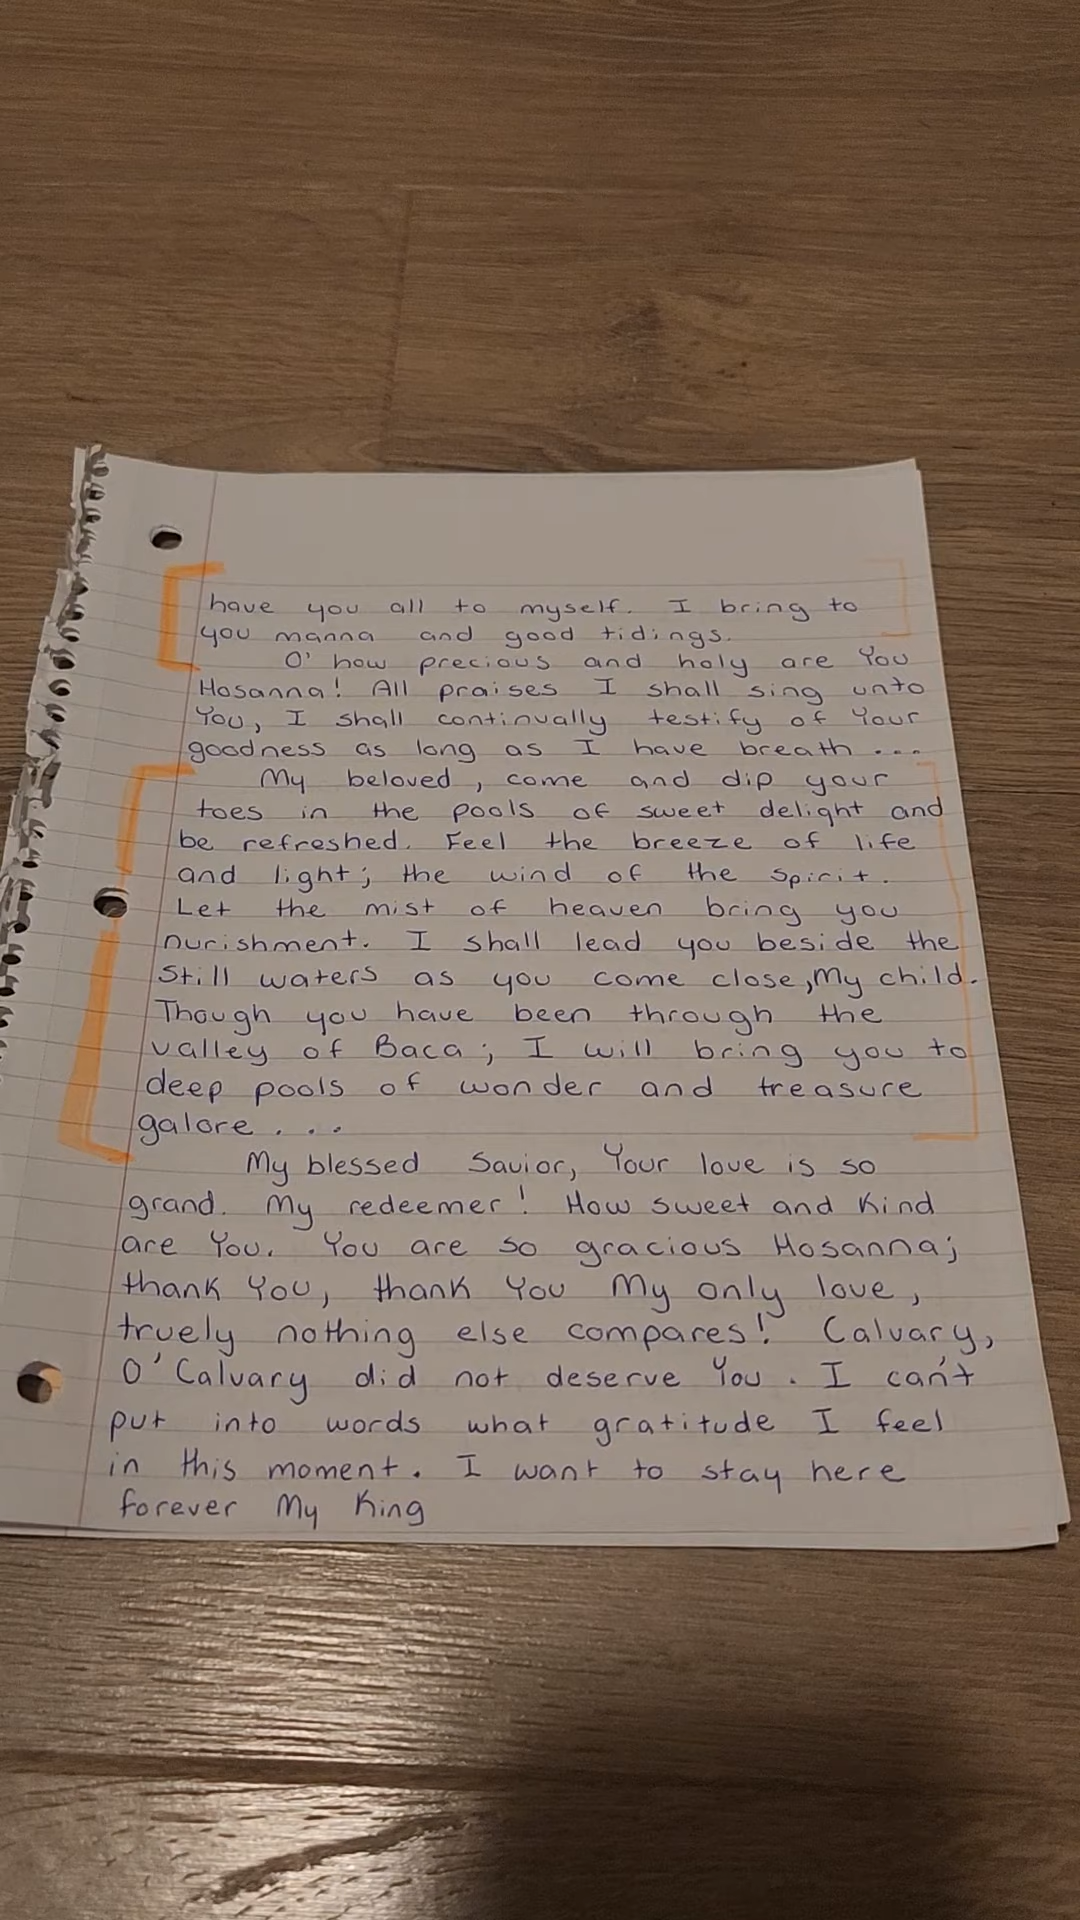 have you all to myself. I bring to
you manna and good tidings.
O' how precious and holy are You
Hosanna! All praises I shall sing unto
You, I shall continually testify of Your
goodness as long as I have breath ...
My beloved, come and dip your
toes in the pools of sweet delight and
be refreshed. Feel the breeze of life
and light; the wind of the Spirit.
Let the mist of heaven bring you
nurishment. I shall lead you beside the
still waters as you come close, My child.
Though you have been through the
valley of Baca; I will bring you to
deep pools of wonder and treasure
galore ...
My blessed Savior, Your love is so
grand. My redeemer! How sweet and kind
are You. You are so gracious Hosanna;
thank You, thank You My only love,
truely nothing else compares! Calvary,
O' Calvary did not deserve You. I can't
put into words what gratitude I feel
in this moment. I want to stay here
forever My King